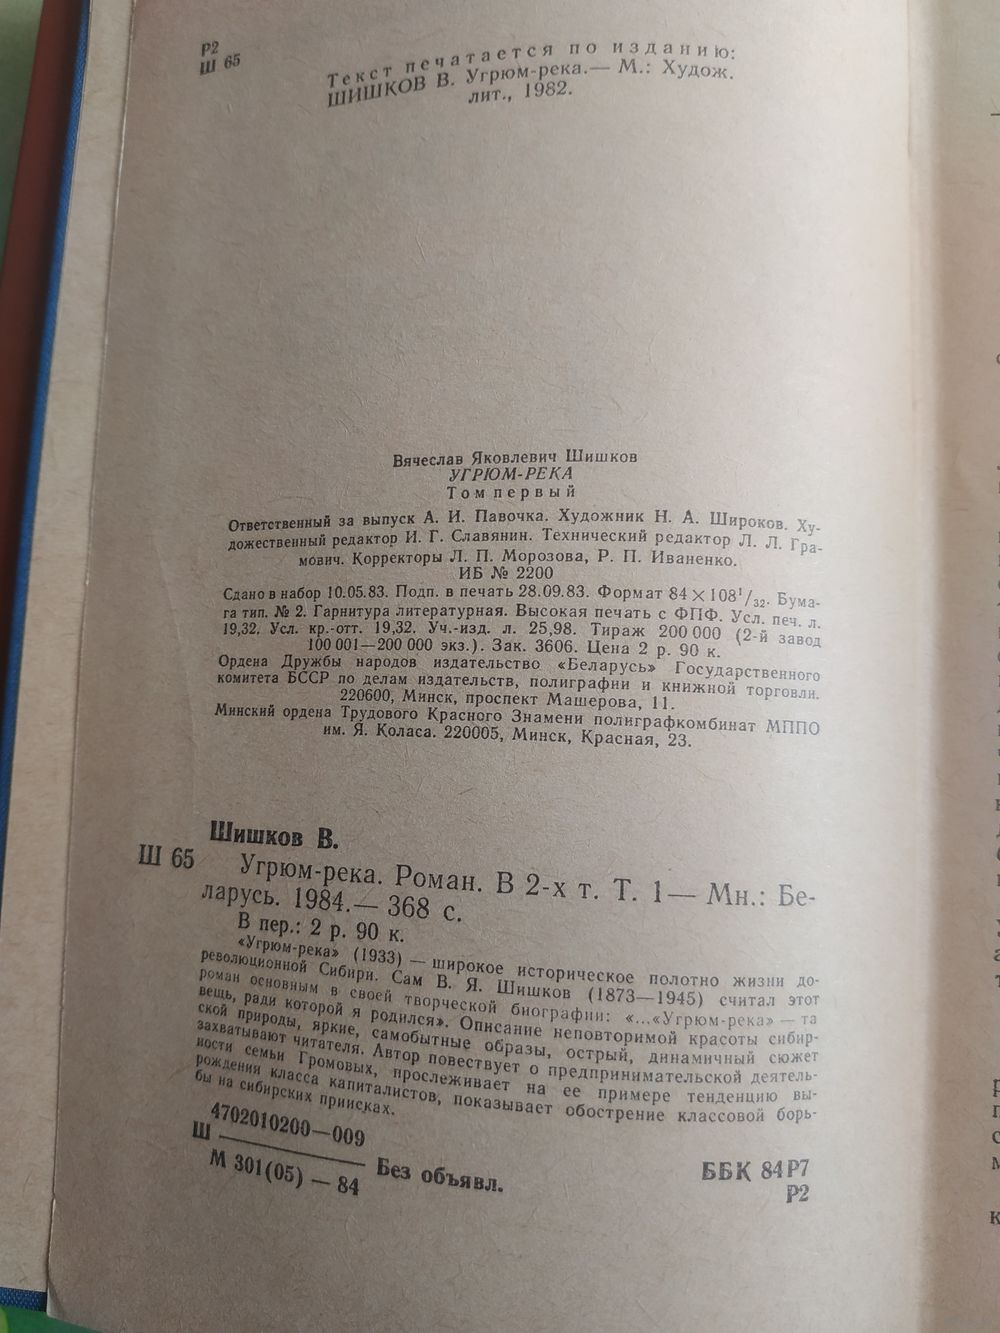 Р2
Ш 65
Текст печатается по изданию:
ШИШКОВ В. Угрюм-река.— М.: Худож.
лит., 1982.
Вячеслав Яковлевич Шишков
УГРЮМ-РЕКА
Том первый
Ответственный за выпуск А. И. Павочка. Художник Н. А. Широков. Ху-
дожественный редактор И. Г. Славянин. Технический редактор Л. Л. Гра-
мович. Корректоры Л. П. Морозова, Р. П. Иваненко.
ИБ № 2200
Сдано в набор 10.05.83. Подп. в печать 28.09.83. Формат 84×108¹/₃₂. Бума-
га тип. № 2. Гарнитура литературная. Высокая печать с ФПФ. Усл. печ. л.
19,32. Усл. кр.-отт. 19,32. Уч.-изд. л. 25,98. Тираж 200 000 (2-й завод
100 001—200 000 экз.). Зак. 3606. Цена 2 р. 90 к.
Ордена Дружбы народов издательство «Беларусь» Государственного
комитета БССР по делам издательств, полиграфии и книжной торговли.
220600, Минск, проспект Машерова, 11.
Минский ордена Трудового Красного Знамени полиграфкомбинат МППО
им. Я. Коласа. 220005, Минск, Красная, 23.
Шишков В.
Ш 65 Угрюм-река. Роман. В 2-х т. Т. 1— Мн.: Бе-
ларусь. 1984.— 368 с.
В пер.: 2 р. 90 к.
«Угрюм-река» (1933) — широкое историческое полотно жизни до-
революционной Сибири. Сам В. Я. Шишков (1873—1945) считал этот
роман основным в своей творческой биографии: «...«Угрюм-река» — та
вещь, ради которой я родился». Описание неповторимой красоты сибир-
ской природы, яркие, самобытные образы, острый, динамичный сюжет
захватывают читателя. Автор повествует о предпринимательской деятель-
ности семьи Громовых, прослеживает на ее примере тенденцию вы-
рождения класса капиталистов, показывает обострение классовой борь-
бы на сибирских приисках.
4702010200—009
Ш ———— Без объявл.
М 301(05) — 84
ББК 84Р7
Р2